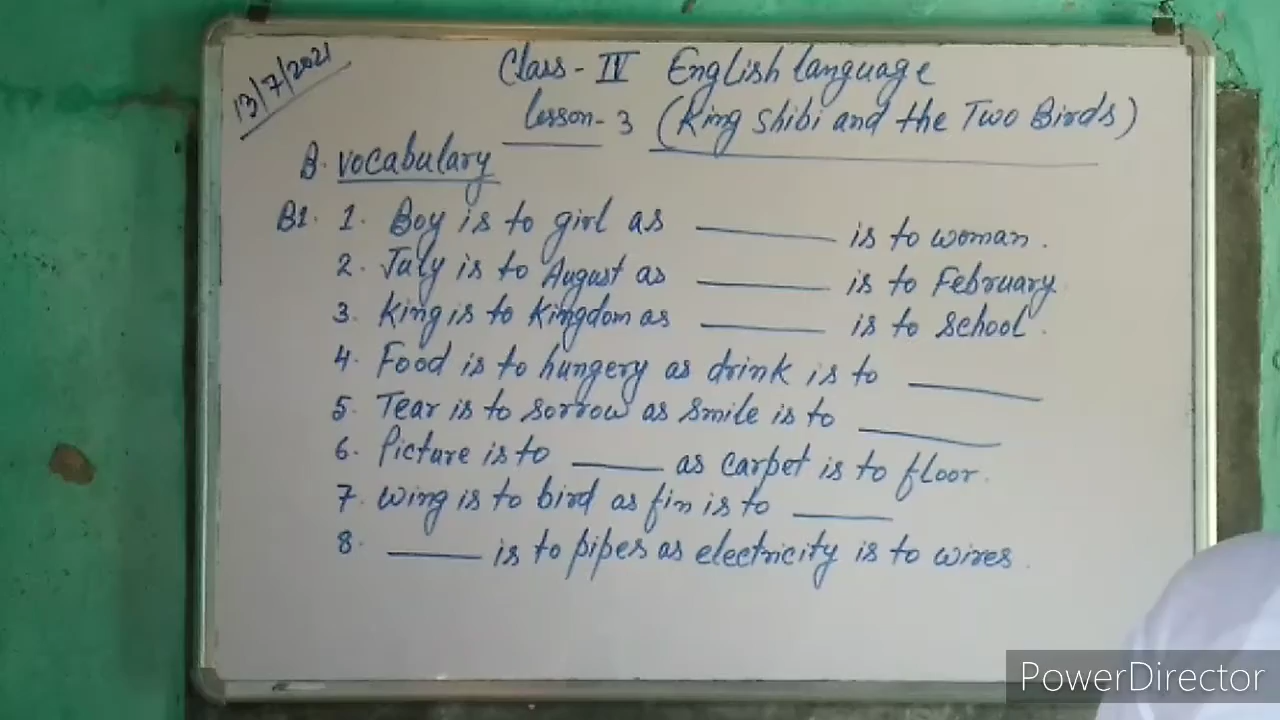 13/7/2021
Class - IV English language
Lesson - 3 (King Shibi and the Two Birds)
B. Vocabulary
B1. 1. Boy is to girl as ______ is to woman.
2. July is to August as ______ is to February.
3. King is to Kingdom as ______ is to school.
4. Food is to hungery as drink is to ______
5. Tear is to sorrow as smile is to ______
6. Picture is to ______ as carpet is to floor.
7. Wing is to bird as fin is to ______
8. ______ is to pipes as electricity is to wires.
PowerDirector